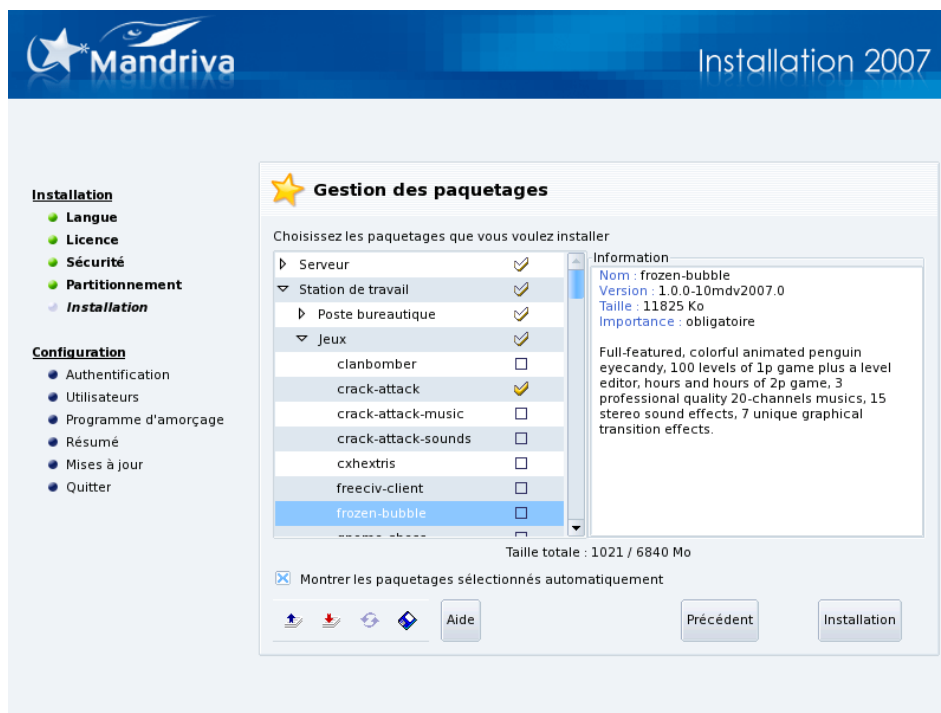 Mandriva
Installation 2007
Installation
Langue
Licence
Sécurité
Partitionnement
Installation
Configuration
Authentification
Utilisateurs
Programme d'amorçage
Résumé
Mises à jour
Quitter
Gestion des paquetages
Choisissez les paquetages que vous voulez installer
Serveur
Station de travail
Poste bureautique
Jeux
clanbomber
crack-attack
crack-attack-music
crack-attack-sounds
cxhextris
freeciv-client
frozen-bubble
Information
Nom : frozen-bubble
Version : 1.0.0-10mdv2007.0
Taille : 11825 Ko
Importance : obligatoire
Full-featured, colorful animated penguin
eyecandy, 100 levels of 1p game plus a level
editor, hours and hours of 2p game, 3
professional quality 20-channels musics, 15
stereo sound effects, 7 unique graphical
transition effects.
Taille totale : 1021 / 6840 Mo
Montrer les paquetages sélectionnés automatiquement
Aide
Précédent
Installation